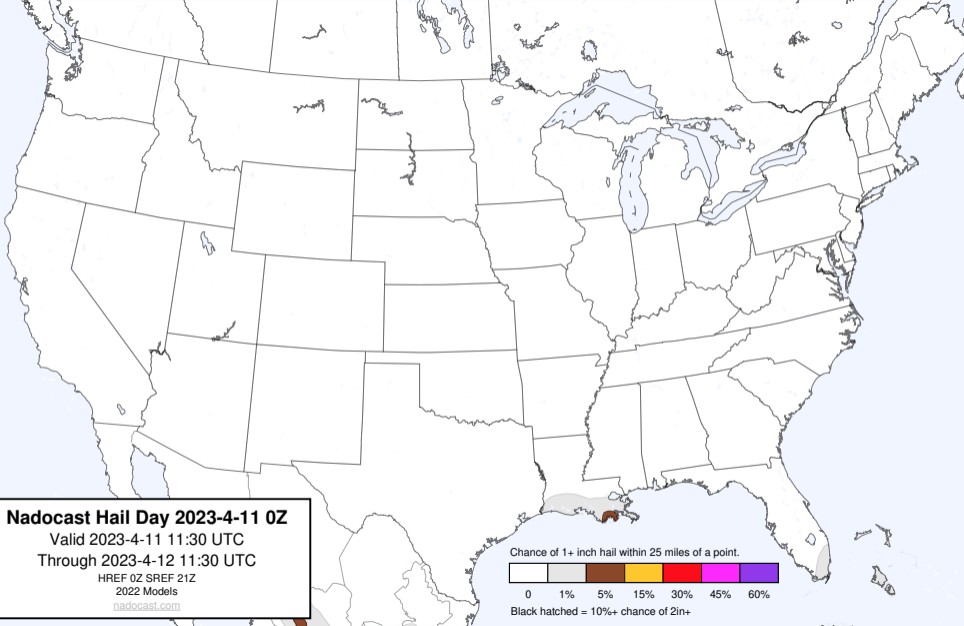 Nadocast Hail Day 2023-4-11 0Z
Valid 2023-4-11 11:30 UTC
Through 2023-4-12 11:30 UTC
HREF 0Z SREF 21Z
2022 Models
nadocast.com
Chance of 1+ inch hail within 25 miles of a point.
0 1% 5% 15% 30% 45% 60%
Black hatched = 10%+ chance of 2in+